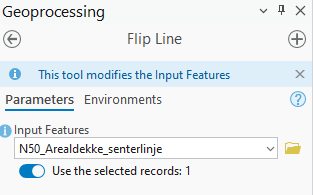 Geoprocessing
Flip Line
This tool modifies the Input Features
Parameters Environments
Input Features
N50_Arealdekke_senterlinje
Use the selected records: 1